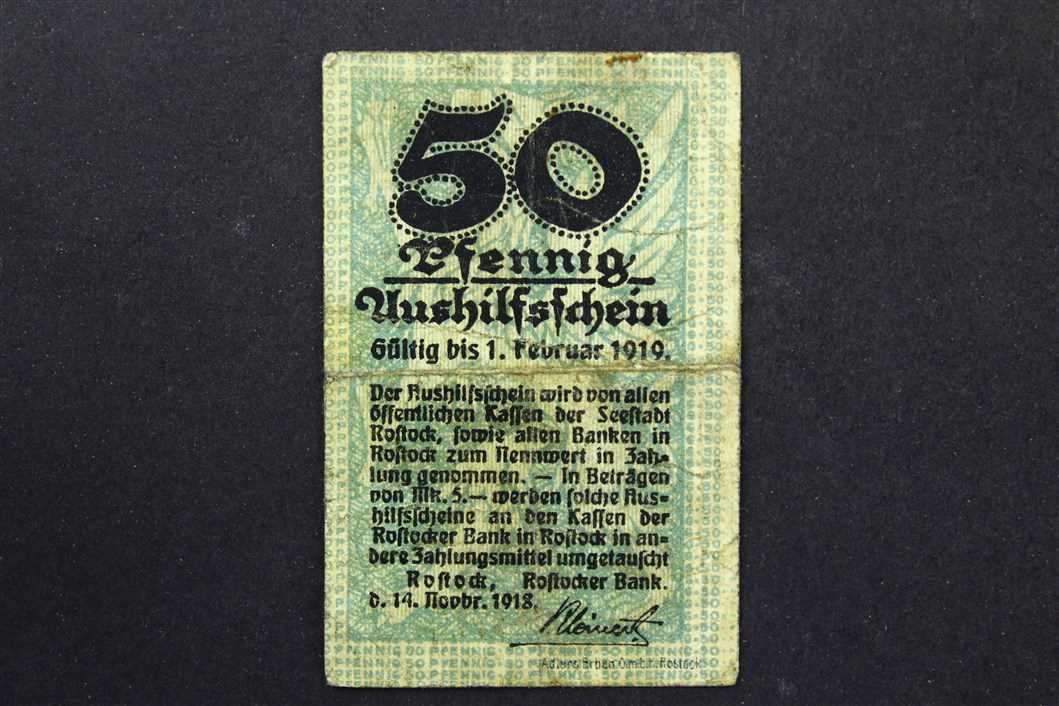 50
Pfennig
Aushilfsschein
Gültig bis 1. Februar 1919.
Der Aushilfsschein wird von allen
öffentlichen Kassen der Seestadt
Rostock, sowie allen Banken in
Rostock zum Nennwert in Zah-
lung genommen. — In Beträgen
von Mk. 5.— werden solche Aus-
hilfsscheine an den Kassen der
Rostocker Bank in Rostock in an-
dere Zahlungsmittel umgetauscht
Rostock, Rostocker Bank.
d. 14. Novbr. 1918.
Erben G.m.b.H. Rostock